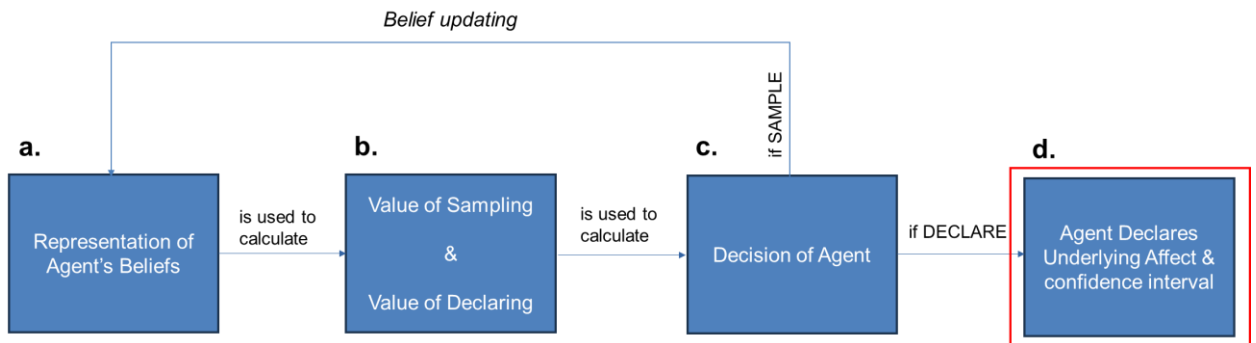 Belief updating
if SAMPLE
a.
b.
c.
d.
Representation of
Agent's Beliefs
is used to
calculate
Value of Sampling
&
Value of Declaring
is used to
calculate
Decision of Agent
if DECLARE
Agent Declares
Underlying Affect &
confidence interval